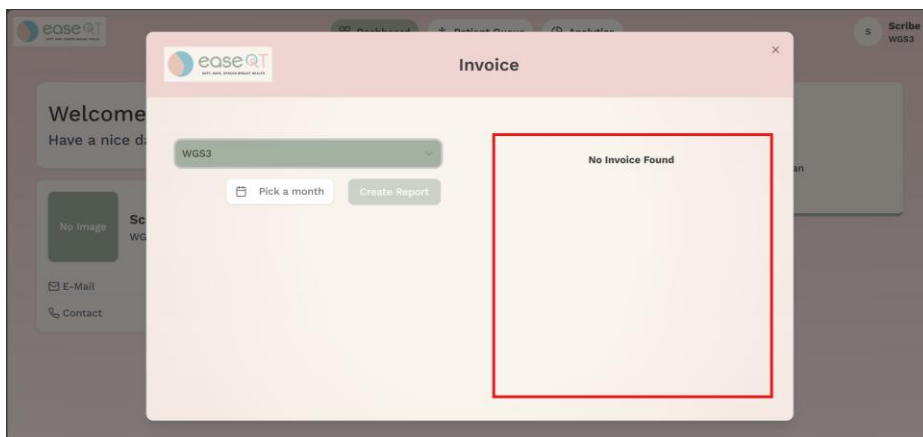 easeQT
Dashboard
Patient Queue
Analytics
S
Scribe
WGS3
easeQT
Invoice
×
Welcome
Have a nice da
WGS3
No Invoice Found
Pick a month
Create Report
an
No Image
Sc
WG
E-Mail
Contact